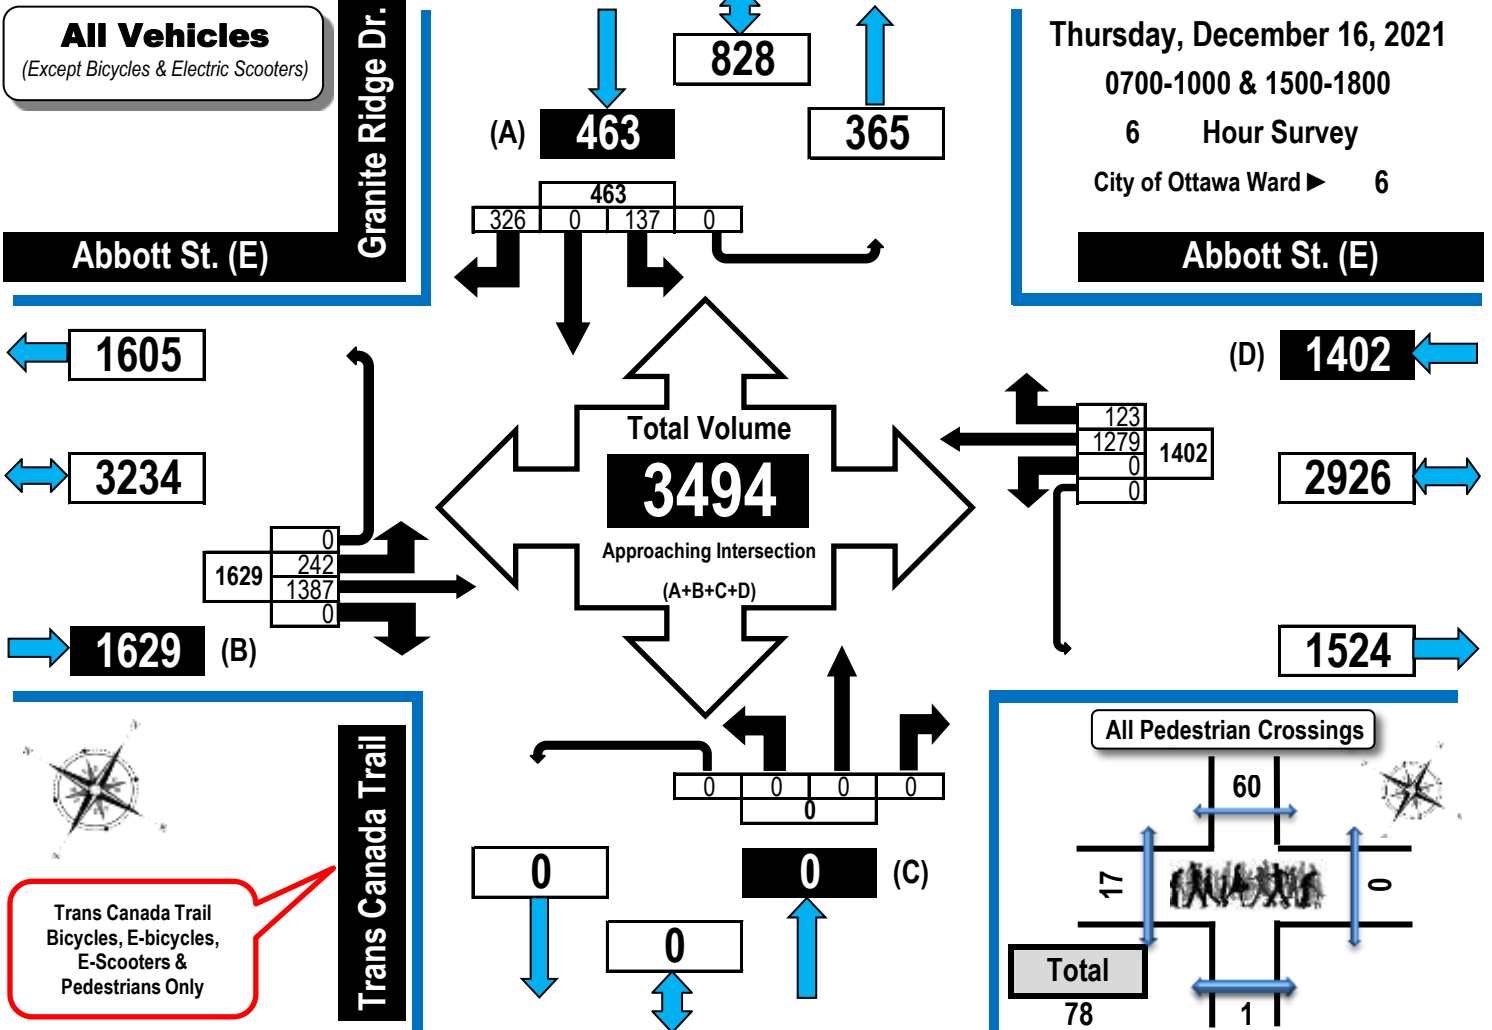 All Vehicles
(Except Bicycles & Electric Scooters)
Granite Ridge Dr.
Abbott St. (E)
828
(A) 463
365
463
326 0 137 0
Thursday, December 16, 2021
0700-1000 & 1500-1800
6 Hour Survey
City of Ottawa Ward ► 6
Abbott St. (E)
1605
3234
0
242
1387
0
1629
1629 (B)
Total Volume
3494
Approaching Intersection
(A+B+C+D)
(D) 1402
123
1279
0
0
1402
2926
1524
Trans Canada Trail
Trans Canada Trail
Bicycles, E-bicycles,
E-Scooters &
Pedestrians Only
0 0 0 0
0
0
0 (C)
0
All Pedestrian Crossings
60
17
0
1
Total
78